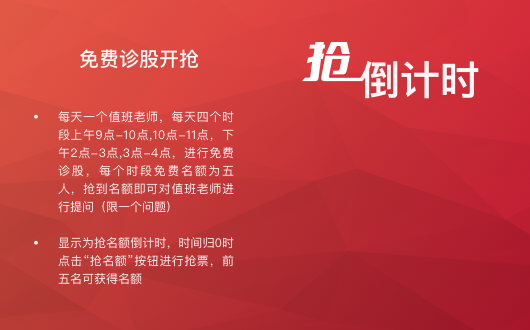 免费诊股开抢
抢倒计时
• 每天一个值班老师，每天四个时
段上午9点-10点,10点-11点，下
午2点-3点,3点-4点，进行免费
诊股，每个时段免费名额为五
人，抢到名额即可对值班老师进
行提问（限一个问题）
• 显示为抢名额倒计时，时间归0时
点击“抢名额”按钮进行抢票，前
五名可获得名额